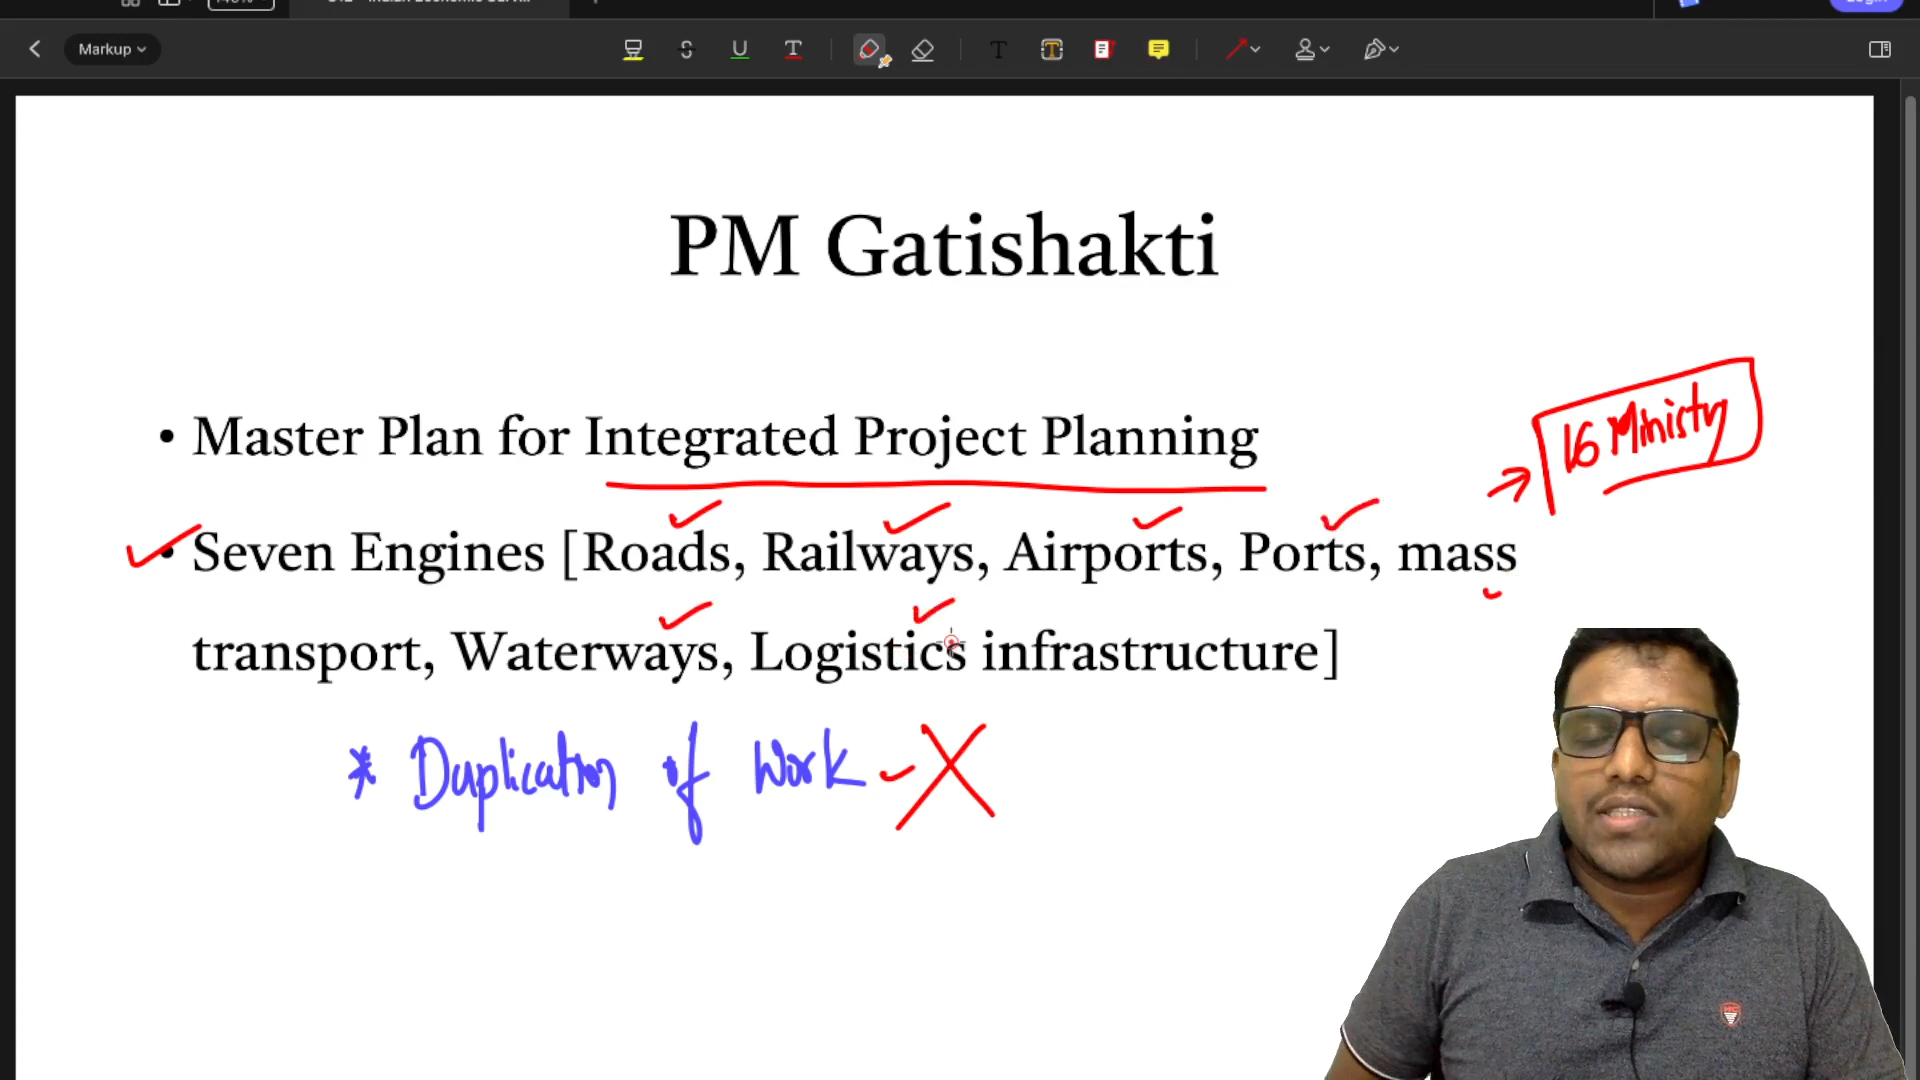 Markup
PM Gatishakti
• Master Plan for Integrated Project Planning
16 Ministry
• Seven Engines [Roads, Railways, Airports, Ports, mass
transport, Waterways, Logistics infrastructure]
* Duplication of Work